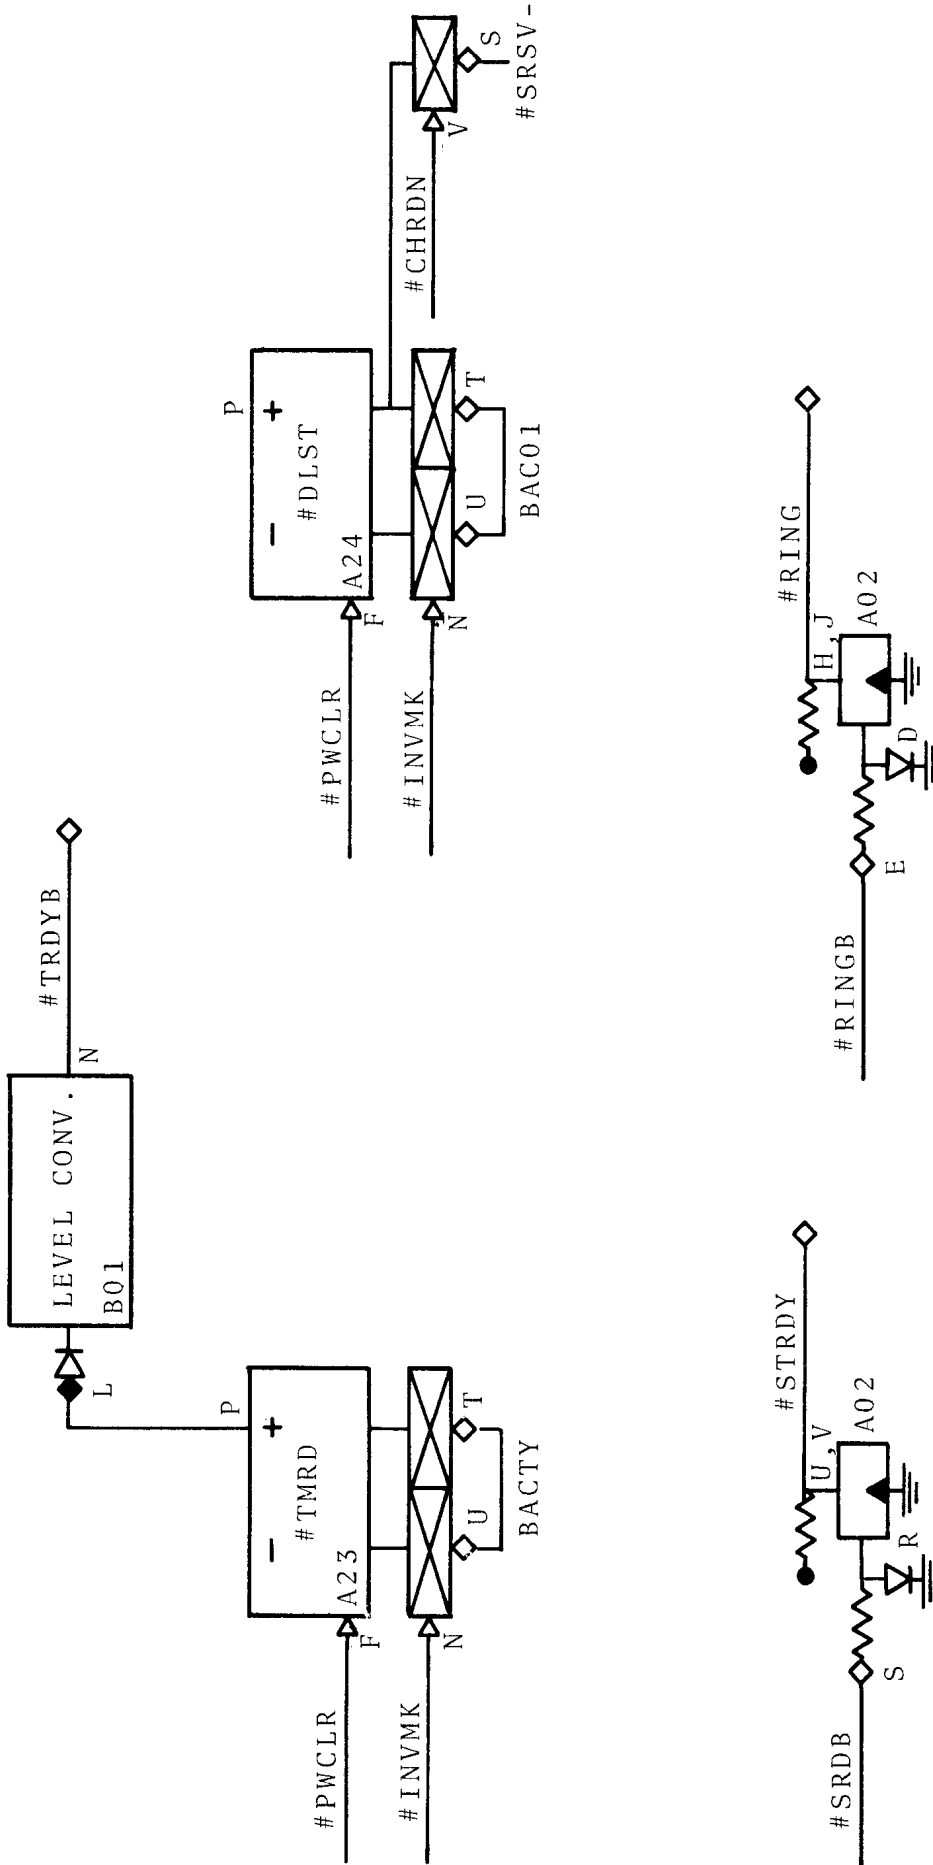 LEVEL CONV.
B01
L
N
#TRDYB
P
− +
#TMRD
A23
#PWCLR
F
#INVMK
N
U
T
BACTY
P
− +
#DLST
A24
#PWCLR
F
#INVMK
N
U
T
BAC01
#CHRDN
V
S
#SRSV-
#STRDY
U,V
A02
#SRDB
S
R
#RING
H,J
A02
#RINGB
E
D